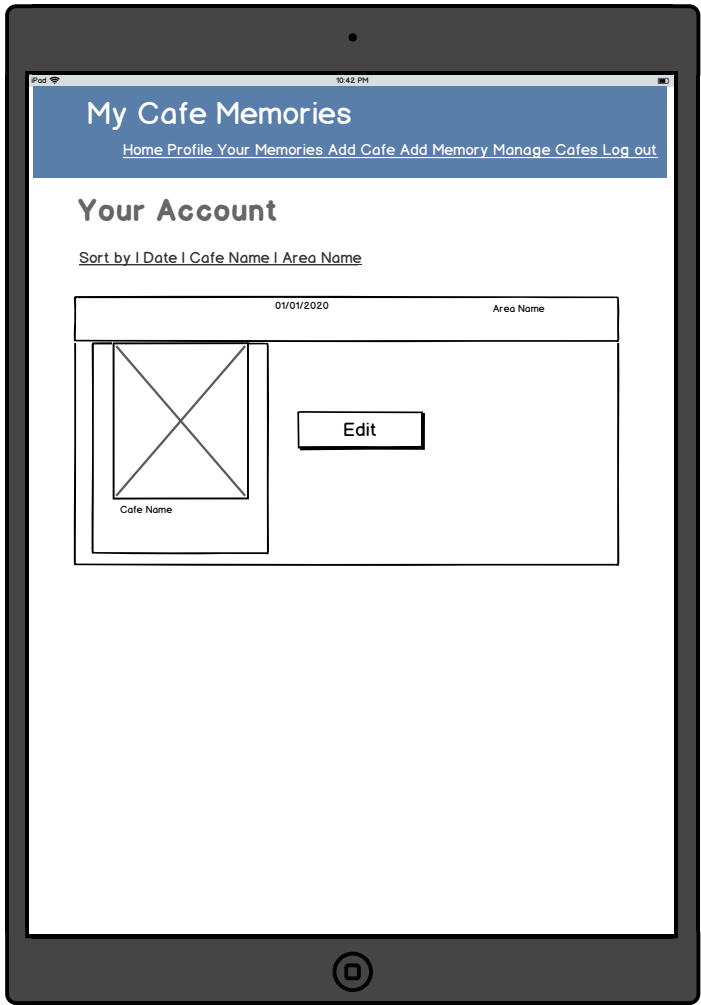 iPad 10:42 PM
My Cafe Memories
Home Profile Your Memories Add Cafe Add Memory Manage Cafes Log out
Your Account
Sort by | Date | Cafe Name | Area Name
01/01/2020 Area Name
Edit
Cafe Name